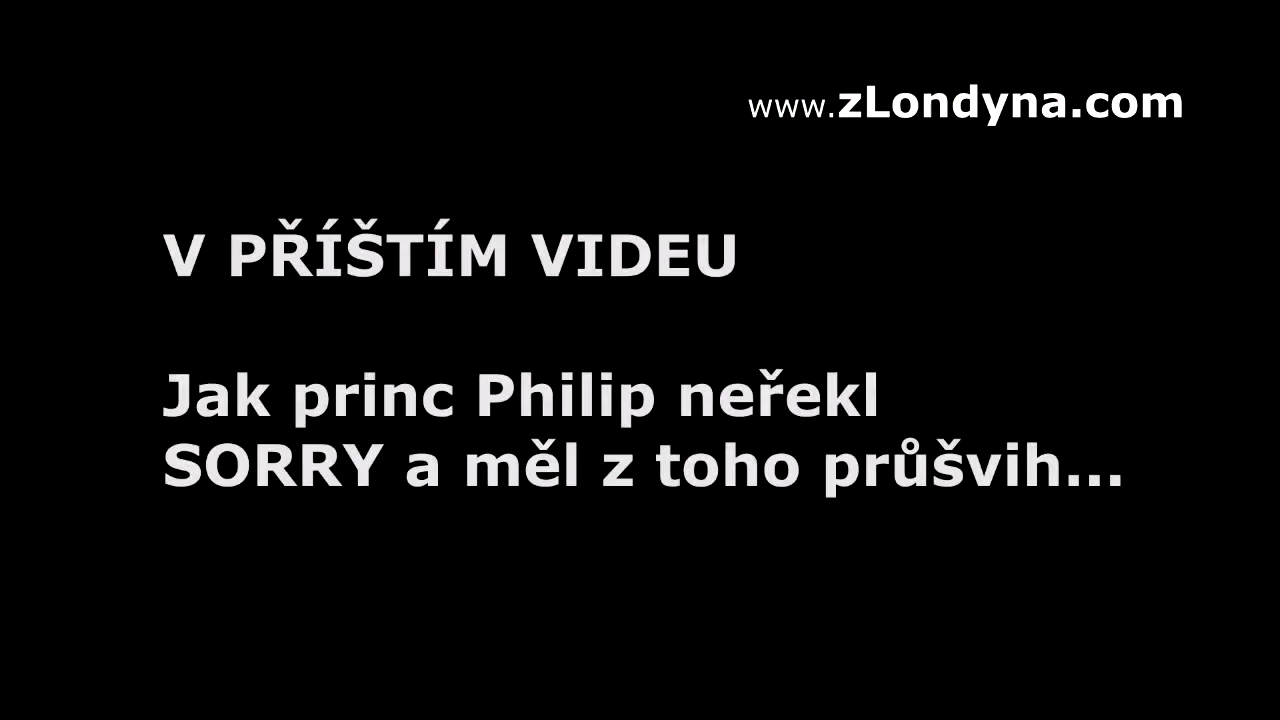 www.zLondyna.com
V PŘÍŠTÍM VIDEU
Jak princ Philip neřekl
SORRY a měl z toho průšvih...